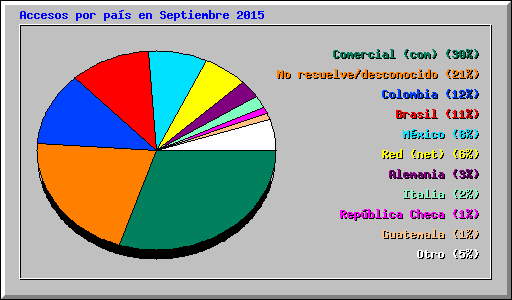 Accesos por país en Septiembre 2015
Comercial (com) (30%)
No resuelve/desconocido (21%)
Colombia (12%)
Brasil (11%)
México (8%)
Red (net) (6%)
Alemania (3%)
Italia (2%)
República Checa (1%)
Guatemala (1%)
Otro (5%)